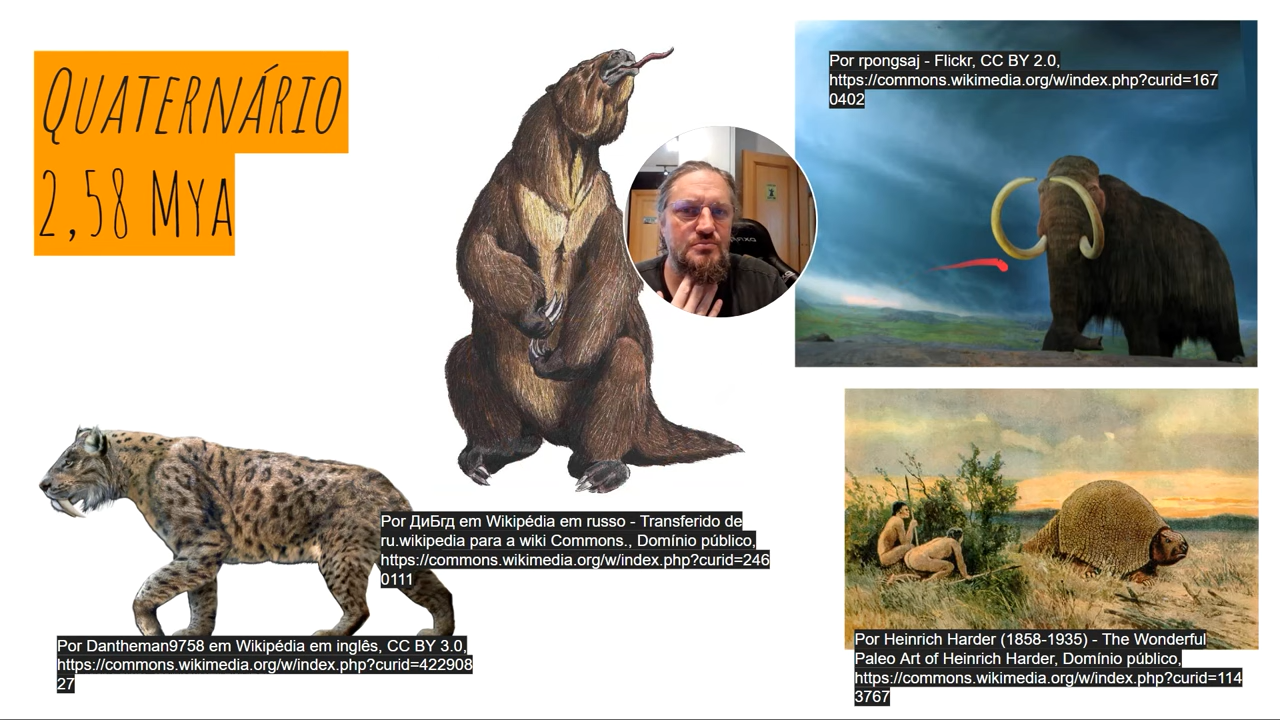 QUATERNÁRIO
2,58 MYA
Por rpongsaj - Flickr, CC BY 2.0,
https://commons.wikimedia.org/w/index.php?curid=167
0402
Por ДиБгд em Wikipédia em russo - Transferido de
ru.wikipedia para a wiki Commons., Domínio público,
https://commons.wikimedia.org/w/index.php?curid=246
0111
Por Dantheman9758 em Wikipédia em inglês, CC BY 3.0,
https://commons.wikimedia.org/w/index.php?curid=422908
27
Por Heinrich Harder (1858-1935) - The Wonderful
Paleo Art of Heinrich Harder, Domínio público,
https://commons.wikimedia.org/w/index.php?curid=114
3767